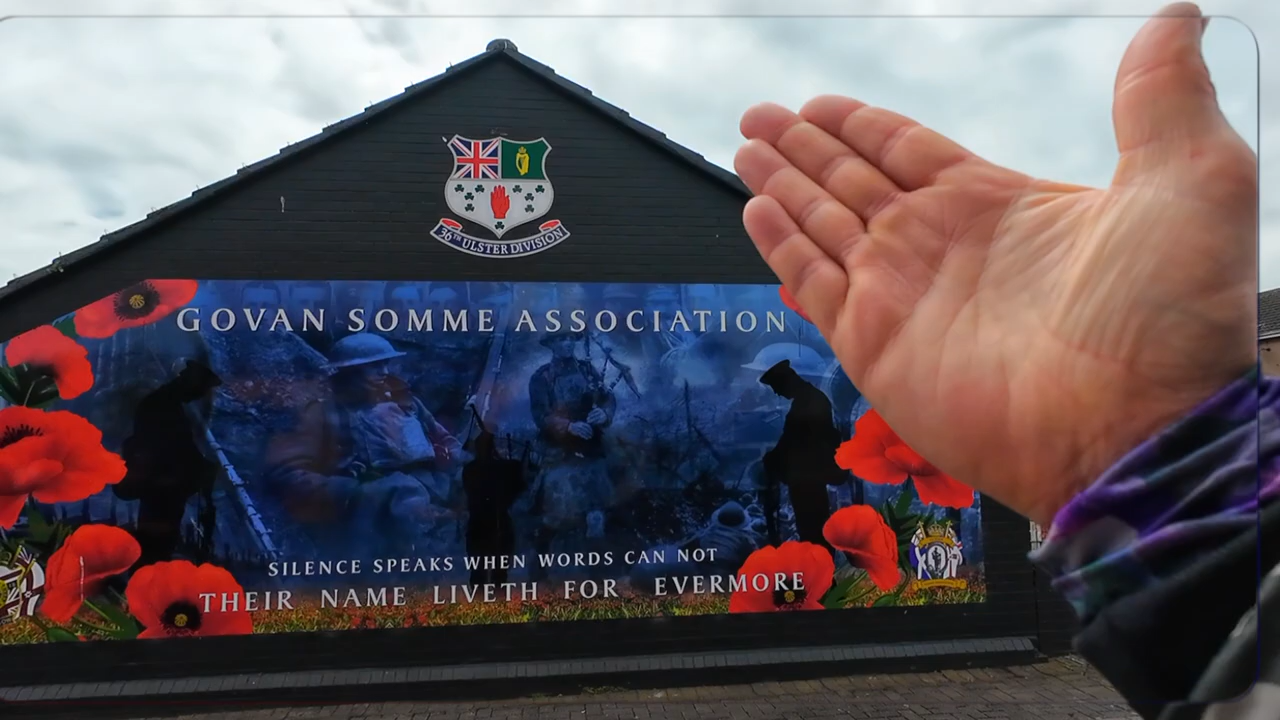 36TH ULSTER DIVISION
GOVAN SOMME ASSOCIATION
SILENCE SPEAKS WHEN WORDS CAN NOT
THEIR NAME LIVETH FOR EVERMORE